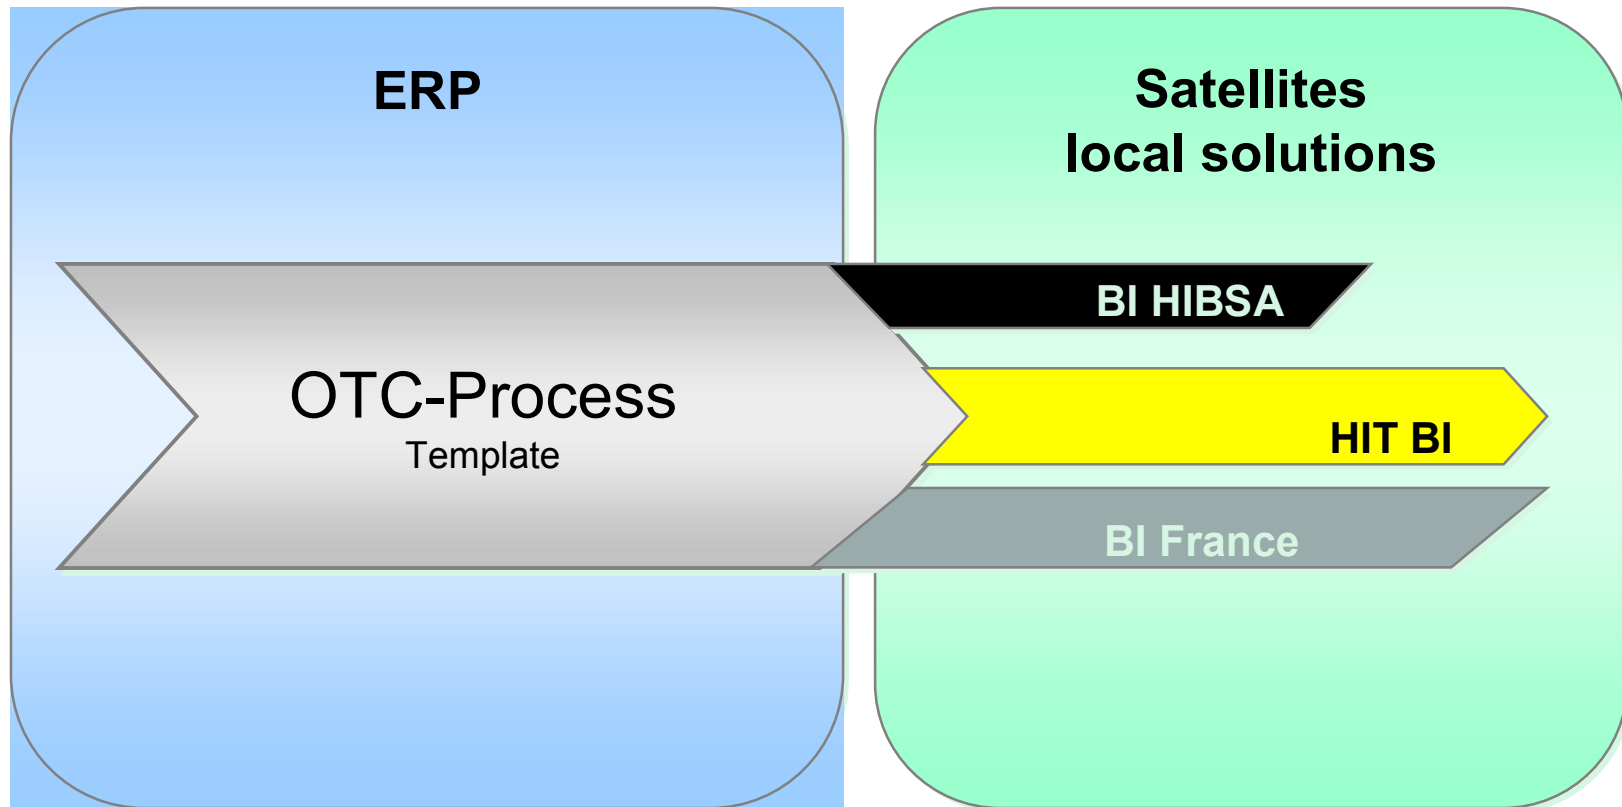 ERP
Satellites
local solutions
BI HIBSA
OTC-Process
Template
HIT BI
BI France